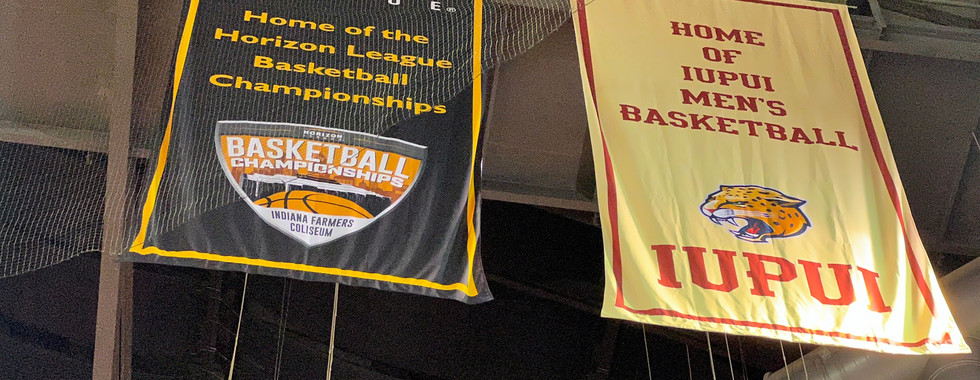 Home of the
Horizon League
Basketball
Championships
HORIZON
BASKETBALL
CHAMPIONSHIPS
INDIANA FARMERS
COLISEUM
HOME
OF
IUPUI
MEN'S
BASKETBALL
IUPUI